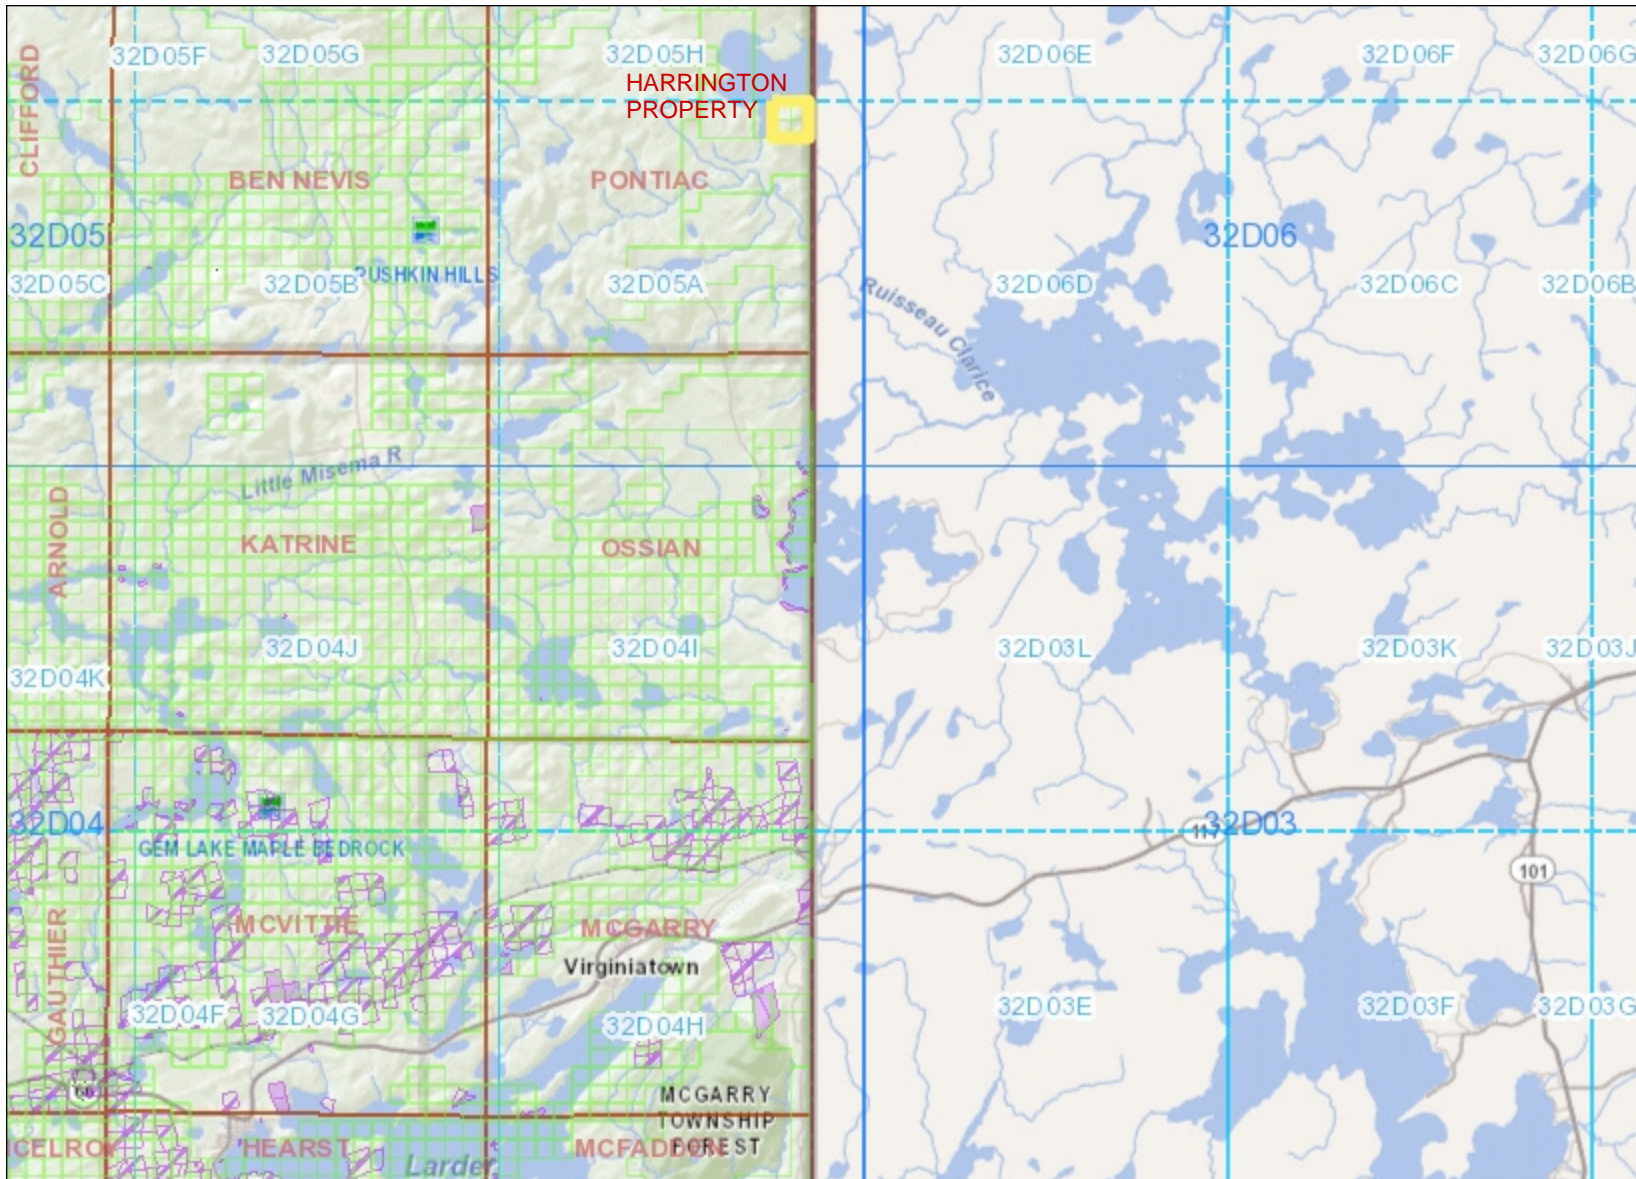 CLIFFORD
32D05F
32D05G
32D05H
32D06E
32D06F
32D06G
HARRINGTON
PROPERTY
BEN NEVIS
PONTIAC
32D05
32D06
PUSHKIN HILLS
32D05C
32D05B
32D05A
32D06D
32D06C
32D06B
Ruisseau Clarice
Little Misema R
ARNOLD
KATRINE
OSSIAN
32D04K
32D04J
32D04I
32D03L
32D03K
32D03J
32D04
32D03
117
GEM LAKE MAPLE BEDROCK
101
GAUTHIER
MCVITTIE
MCGARRY
Virginiatown
32D04F
32D04G
32D04H
32D03E
32D03F
32D03G
66
MCGARRY
TOWNSHIP
FOREST
ICELROY
HEARST
MCFADDEN
Larder